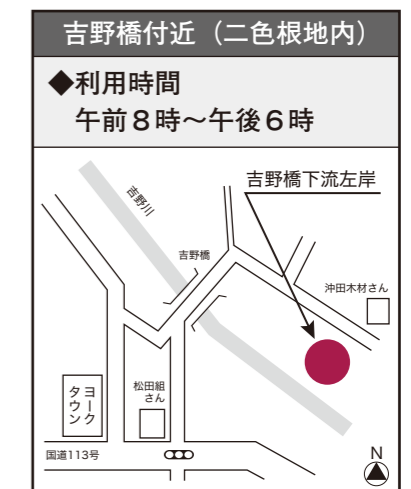 吉野橋付近（二色根地内）
◆利用時間
午前８時～午後６時
吉野橋下流左岸
吉野川
吉野橋
沖田木材さん
松田組
さん
ヨーク
タウン
国道113号
N